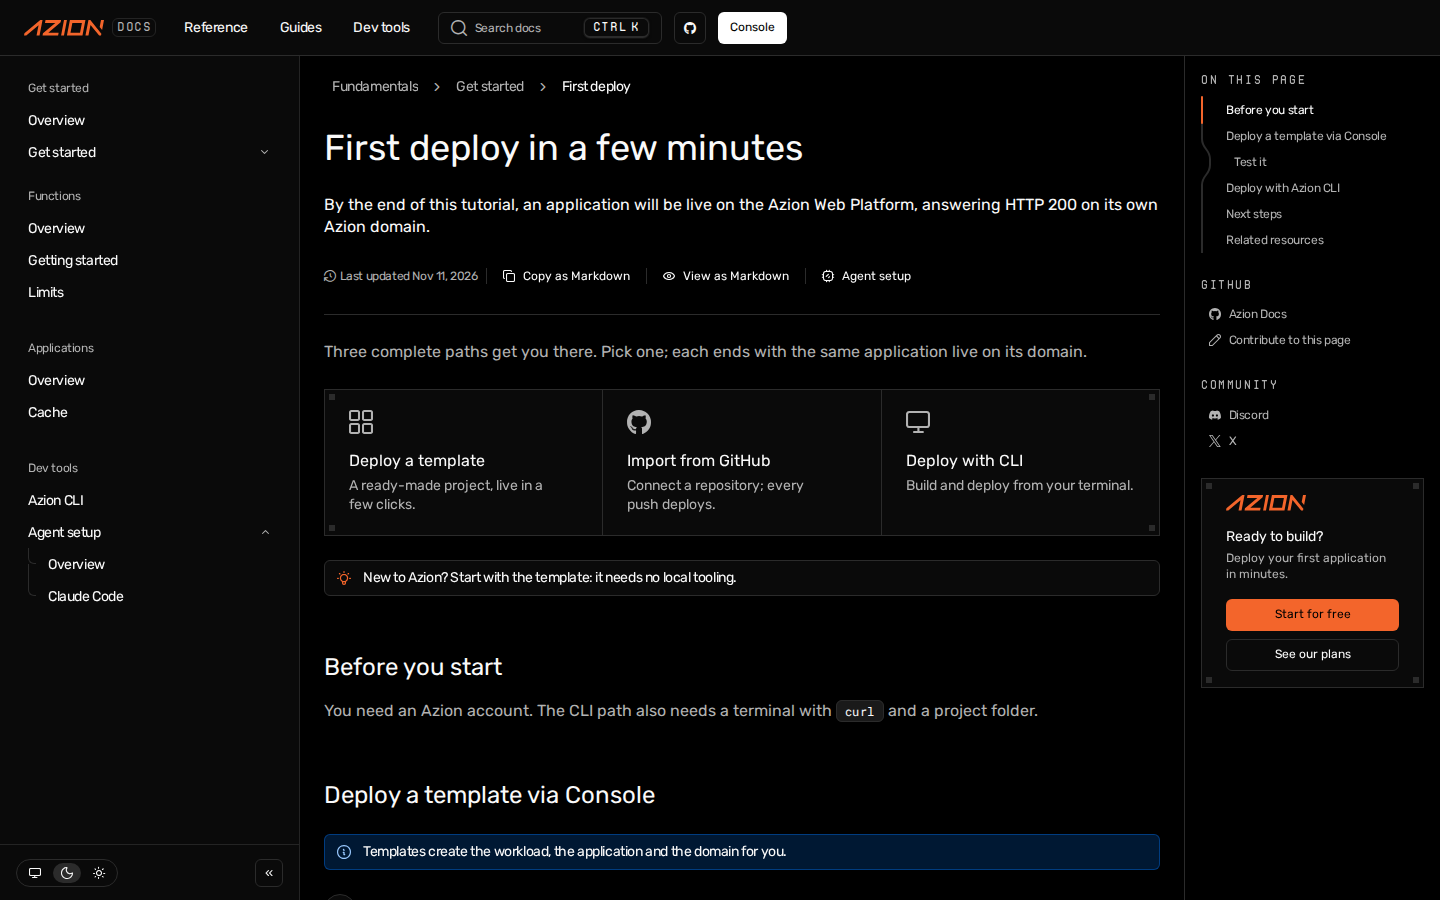 AZION DOCS Reference Guides Dev tools Search docs CTRL K Console
Get started
Overview
Get started
Functions
Overview
Getting started
Limits
Applications
Overview
Cache
Dev tools
Azion CLI
Agent setup
Overview
Claude Code
Fundamentals > Get started > First deploy
First deploy in a few minutes
By the end of this tutorial, an application will be live on the Azion Web Platform, answering HTTP 200 on its own
Azion domain.
Last updated Nov 11, 2026 Copy as Markdown View as Markdown Agent setup
Three complete paths get you there. Pick one; each ends with the same application live on its domain.
Deploy a template
A ready-made project, live in a
few clicks.
Import from GitHub
Connect a repository; every
push deploys.
Deploy with CLI
Build and deploy from your terminal.
New to Azion? Start with the template: it needs no local tooling.
Before you start
You need an Azion account. The CLI path also needs a terminal with curl and a project folder.
Deploy a template via Console
Templates create the workload, the application and the domain for you.
ON THIS PAGE
Before you start
Deploy a template via Console
Test it
Deploy with Azion CLI
Next steps
Related resources
GITHUB
Azion Docs
Contribute to this page
COMMUNITY
Discord
X
AZION
Ready to build?
Deploy your first application
in minutes.
Start for free
See our plans